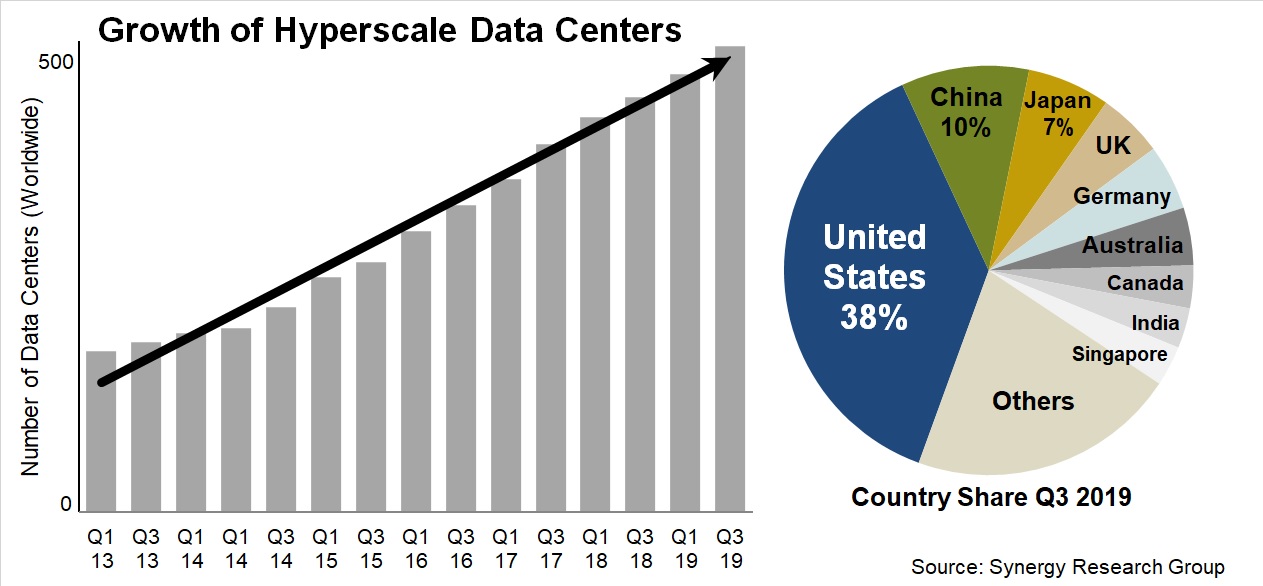 Growth of Hyperscale Data Centers
500
Number of Data Centers (Worldwide)
0
Q1 Q3 Q1 Q1 Q3 Q1 Q3 Q1 Q3 Q1 Q3 Q1 Q3 Q1 Q3
13 13 14 14 14 15 15 16 16 17 17 18 18 19 19
China
10%
Japan
7%
UK
Germany
Australia
Canada
India
Singapore
Others
United
States
38%
Country Share Q3 2019
Source: Synergy Research Group